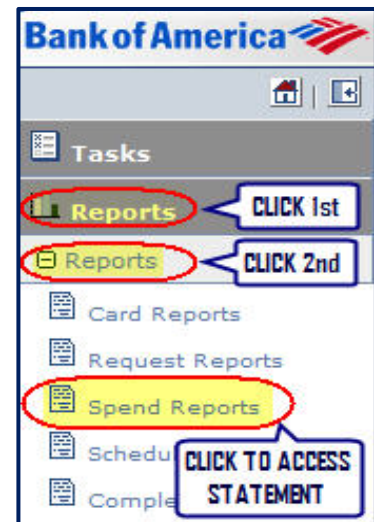 Bank of America
Tasks
Reports
CLICK 1st
Reports
CLICK 2nd
Card Reports
Request Reports
Spend Reports
CLICK TO ACCESS
STATEMENT